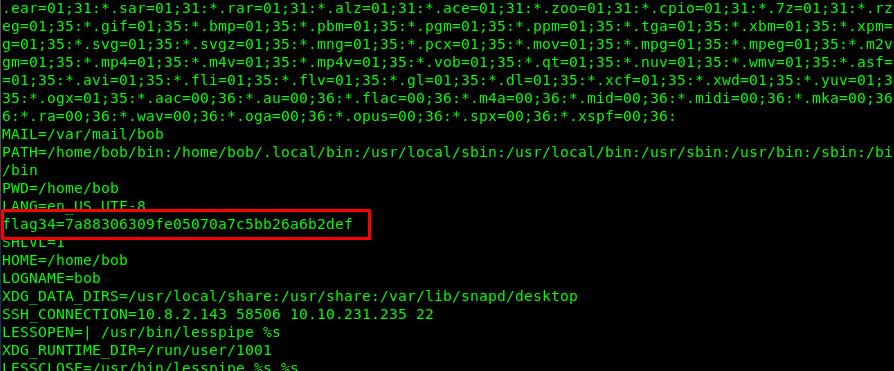 .ear=01;31:*.sar=01;31:*.rar=01;31:*.alz=01;31:*.ace=01;31:*.zoo=01;31:*.cpio=01;31:*.7z=01;31:*.rz
eg=01;35:*.gif=01;35:*.bmp=01;35:*.pbm=01;35:*.pgm=01;35:*.ppm=01;35:*.tga=01;35:*.xbm=01;35:*.xpm=
g=01;35:*.svg=01;35:*.svgz=01;35:*.mng=01;35:*.pcx=01;35:*.mov=01;35:*.mpg=01;35:*.mpeg=01;35:*.m2v
gm=01;35:*.mp4=01;35:*.m4v=01;35:*.mp4v=01;35:*.vob=01;35:*.qt=01;35:*.nuv=01;35:*.wmv=01;35:*.asf=
=01;35:*.avi=01;35:*.fli=01;35:*.flv=01;35:*.gl=01;35:*.dl=01;35:*.xcf=01;35:*.xwd=01;35:*.yuv=01;3
35:*.ogx=01;35:*.aac=00;36:*.au=00;36:*.flac=00;36:*.m4a=00;36:*.mid=00;36:*.midi=00;36:*.mka=00;36
6:*.ra=00;36:*.wav=00;36:*.oga=00;36:*.opus=00;36:*.spx=00;36:*.xspf=00;36:
MAIL=/var/mail/bob
PATH=/home/bob/bin:/home/bob/.local/bin:/usr/local/sbin:/usr/local/bin:/usr/sbin:/usr/bin:/sbin:/bi
/bin
PWD=/home/bob
LANG=en_US.UTF-8
flag34=7a88306309fe05070a7c5bb26a6b2def
SHLVL=1
HOME=/home/bob
LOGNAME=bob
XDG_DATA_DIRS=/usr/local/share:/usr/share:/var/lib/snapd/desktop
SSH_CONNECTION=10.8.2.143 58506 10.10.231.235 22
LESSOPEN=| /usr/bin/lesspipe %s
XDG_RUNTIME_DIR=/run/user/1001
LESSCLOSE=/usr/bin/lesspipe %s %s